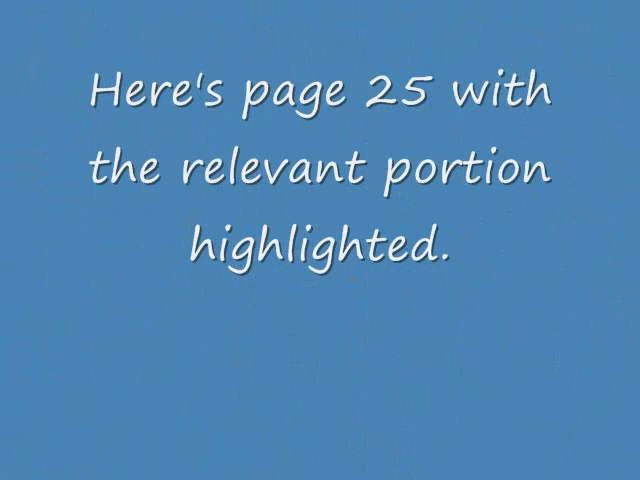 Here's page 25 with
the relevant portion
highlighted.